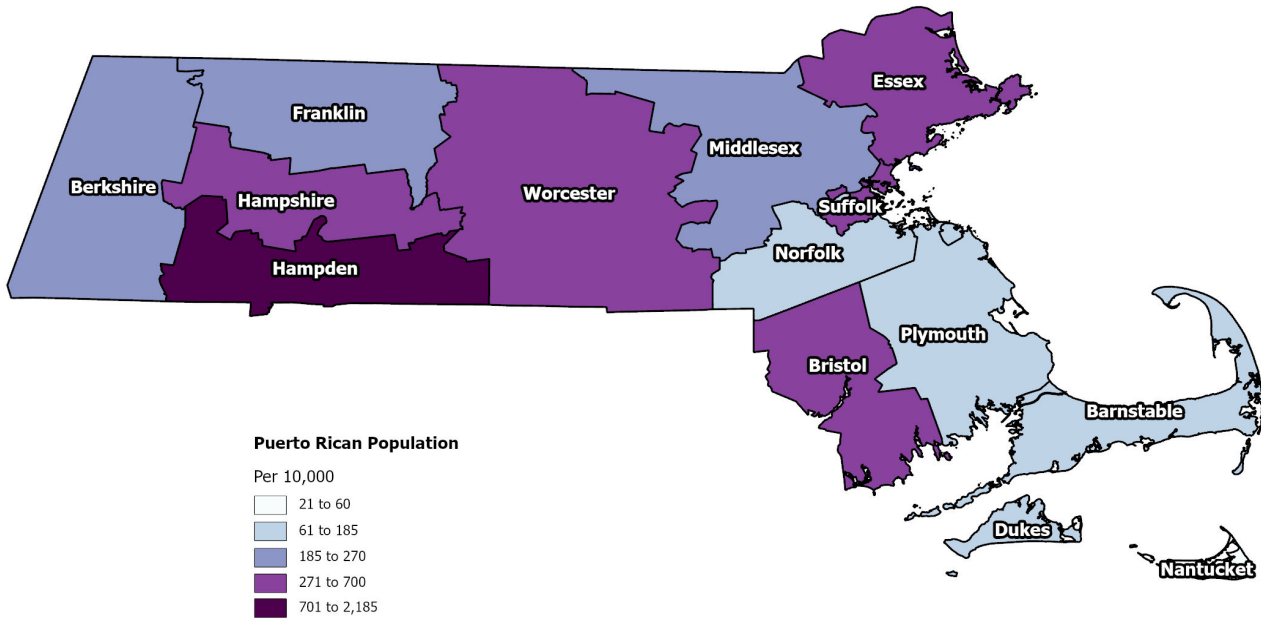 Essex
Franklin
Middlesex
Berkshire
Worcester
Hampshire
Suffolk
Norfolk
Hampden
Plymouth
Bristol
Barnstable
Dukes
Nantucket
Puerto Rican Population
Per 10,000
21 to 60
61 to 185
185 to 270
271 to 700
701 to 2,185